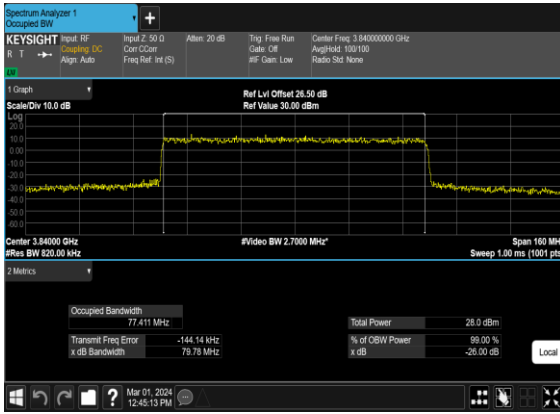 Spectrum Analyzer 1
Occupied BW
KEYSIGHT
R T
LW
Input: RF
Coupling: DC
Align: Auto
Input Z: 50 Ω
Corr CCorr
Freq Ref: Int (S)
Atten: 20 dB
Trig: Free Run
Gate: Off
#IF Gain: Low
Center Freq: 3.840000000 GHz
Avg|Hold: 100/100
Radio Std: None
1 Graph
Scale/Div 10.0 dB
Ref Lvl Offset 26.50 dB
Ref Value 30.00 dBm
Log
20.0
10.0
0.00
-10.0
-20.0
-30.0
-40.0
-50.0
-60.0
Center 3.84000 GHz
#Res BW 820.00 kHz
#Video BW 2.7000 MHz*
Span 160 MH
Sweep 1.00 ms (1001 pts
2 Metrics
Occupied Bandwidth
77.411 MHz
Total Power 28.0 dBm
Transmit Freq Error -144.14 kHz
% of OBW Power 99.00 %
x dB Bandwidth 79.78 MHz
x dB -26.00 dB
Local
Mar 01, 2024
12:45:13 PM